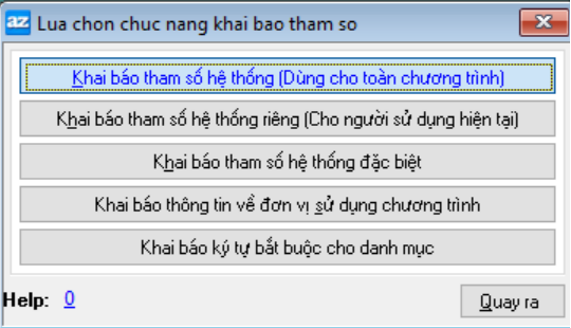 az Lua chon chuc nang khai bao tham so
Khai báo tham số hệ thống (Dùng cho toàn chương trình)
Khai báo tham số hệ thống riêng (Cho người sử dụng hiện tại)
Khai báo tham số hệ thống đặc biệt
Khai báo thông tin về đơn vị sử dụng chương trình
Khai báo ký tự bắt buộc cho danh mục
Help: 0 Quay ra